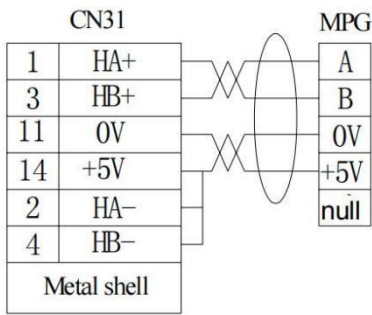 CN31 MPG
1 HA+ A
3 HB+ B
11 0V 0V
14 +5V +5V
2 HA- null
4 HB-
Metal shell